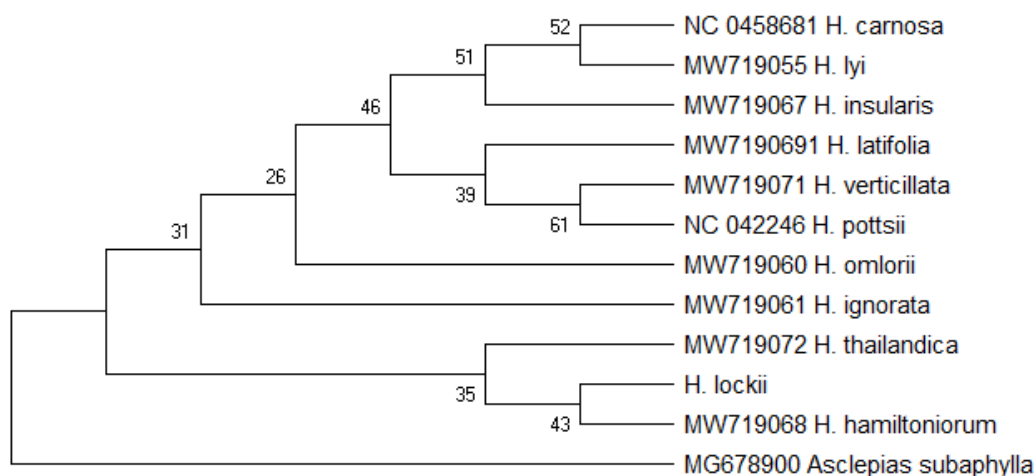 52
NC 0458681 H. carnosa
51
MW719055 H. lyi
46
MW719067 H. insularis
MW7190691 H. latifolia
26
39
MW719071 H. verticillata
31
61
NC 042246 H. pottsii
MW719060 H. omlorii
MW719061 H. ignorata
MW719072 H. thailandica
35
H. lockii
43
MW719068 H. hamiltoniorum
MG678900 Asclepias subaphylla